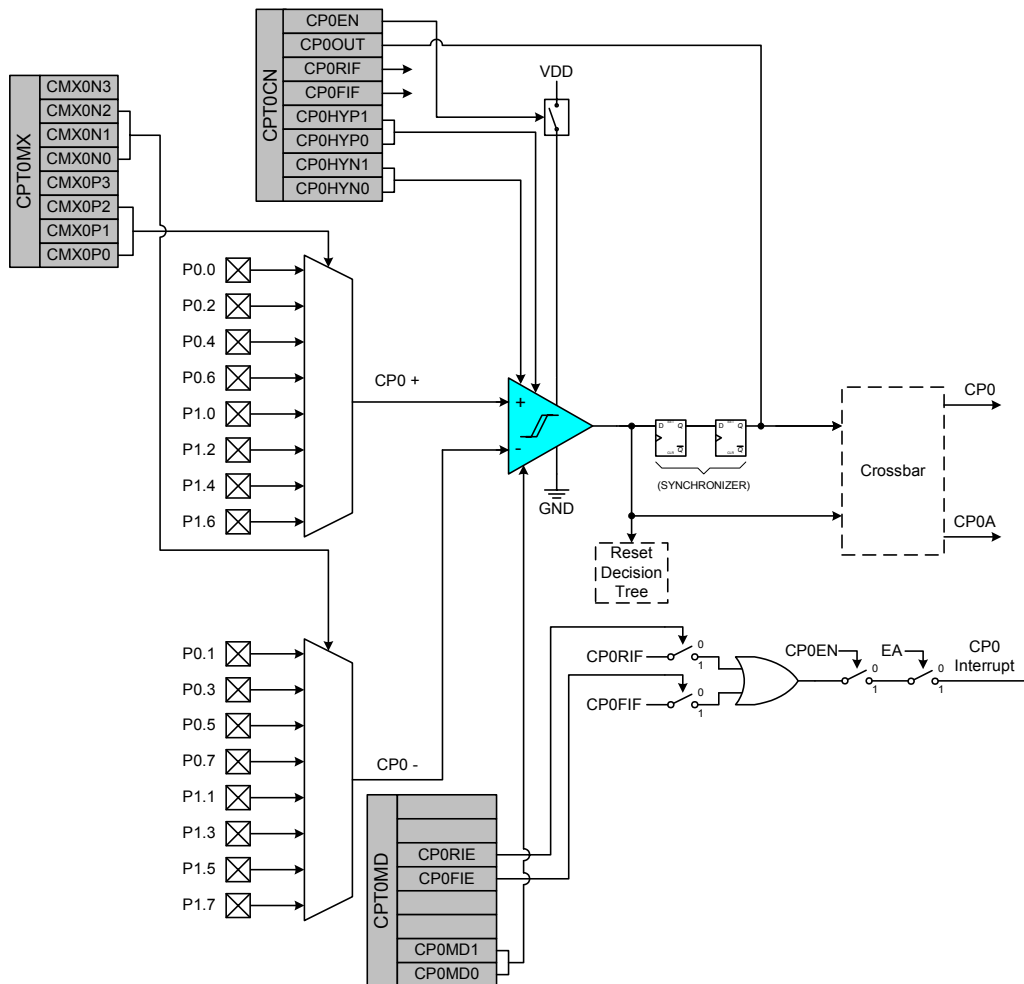 CPT0CN
CP0EN
CP0OUT
CP0RIF
CP0FIF
CP0HYP1
CP0HYP0
CP0HYN1
CP0HYN0
VDD
CPT0MX
CMX0N3
CMX0N2
CMX0N1
CMX0N0
CMX0P3
CMX0P2
CMX0P1
CMX0P0
P0.0
P0.2
P0.4
P0.6
P1.0
P1.2
P1.4
P1.6
CP0 +
+
-
GND
D Q
Q
D Q
Q
(SYNCHRONIZER)
Reset
Decision
Tree
Crossbar
CP0
CP0A
P0.1
P0.3
P0.5
P0.7
P1.1
P1.3
P1.5
P1.7
CP0 -
CPT0MD
CP0RIE
CP0FIE
CP0MD1
CP0MD0
CP0RIF
0
1
CP0FIF
0
1
CP0EN
0
1
EA
0
1
CP0
Interrupt